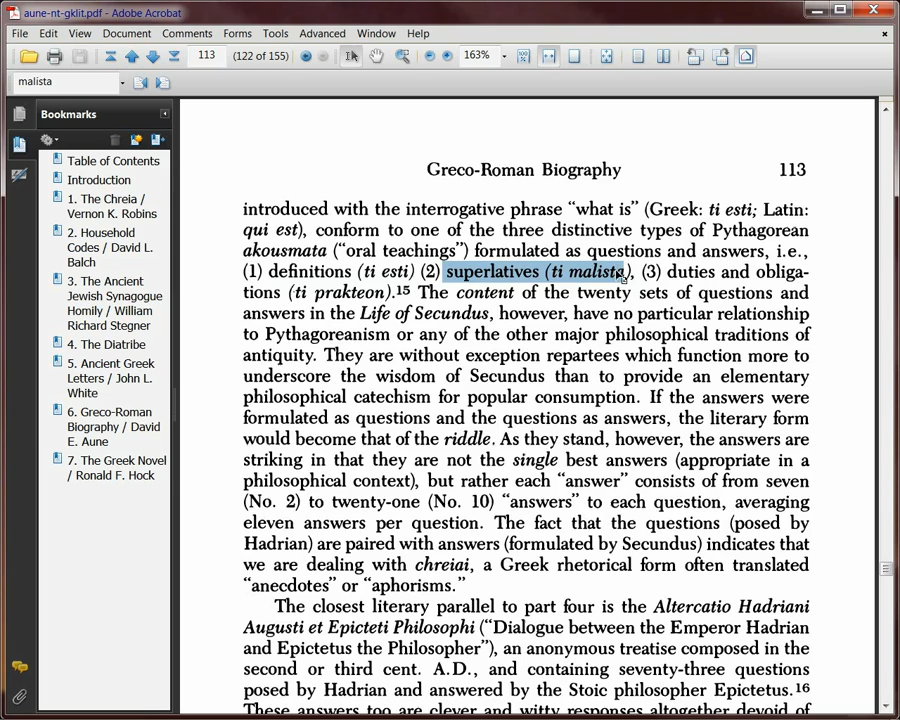 aune-nt-gklit.pdf - Adobe Acrobat
File Edit View Document Comments Forms Tools Advanced Window Help
113 (122 of 155) 163%
malista
Bookmarks
Table of Contents
Introduction
1. The Chreia /
Vernon K. Robins
2. Household
Codes / David L.
Balch
3. The Ancient
Jewish Synagogue
Homily / William
Richard Stegner
4. The Diatribe
5. Ancient Greek
Letters / John L.
White
6. Greco-Roman
Biography / David
E. Aune
7. The Greek Novel
/ Ronald F. Hock
Greco-Roman Biography 113
introduced with the interrogative phrase “what is” (Greek: ti esti; Latin:
qui est), conform to one of the three distinctive types of Pythagorean
akousmata (“oral teachings”) formulated as questions and answers, i.e.,
(1) definitions (ti esti) (2) superlatives (ti malista), (3) duties and obliga-
tions (ti prakteon).15 The content of the twenty sets of questions and
answers in the Life of Secundus, however, have no particular relationship
to Pythagoreanism or any of the other major philosophical traditions of
antiquity. They are without exception repartees which function more to
underscore the wisdom of Secundus than to provide an elementary
philosophical catechism for popular consumption. If the answers were
formulated as questions and the questions as answers, the literary form
would become that of the riddle. As they stand, however, the answers are
striking in that they are not the single best answers (appropriate in a
philosophical context), but rather each “answer” consists of from seven
(No. 2) to twenty-one (No. 10) “answers” to each question, averaging
eleven answers per question. The fact that the questions (posed by
Hadrian) are paired with answers (formulated by Secundus) indicates that
we are dealing with chreiai, a Greek rhetorical form often translated
“anecdotes” or “aphorisms.”
The closest literary parallel to part four is the Altercatio Hadriani
Augusti et Epicteti Philosophi (“Dialogue between the Emperor Hadrian
and Epictetus the Philosopher”), an anonymous treatise composed in the
second or third cent. A.D., and containing seventy-three questions
posed by Hadrian and answered by the Stoic philosopher Epictetus.16
These answers too are clever and witty responses altogether devoid of